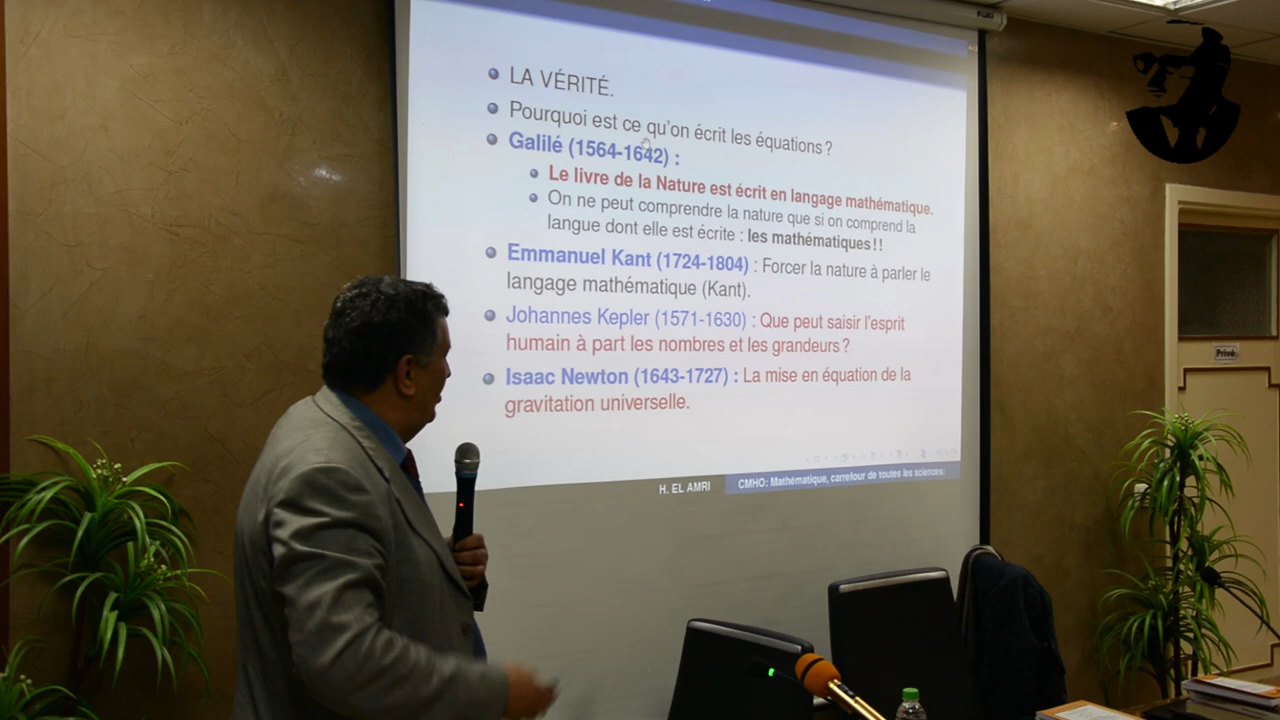 LA VÉRITÉ.
Pourquoi est ce qu'on écrit les équations ?
Galilé (1564-1642) :
Le livre de la Nature est écrit en langage mathématique.
On ne peut comprendre la nature que si on comprend la
langue dont elle est écrite : les mathématiques!!
Emmanuel Kant (1724-1804) : Forcer la nature à parler le
langage mathématique (Kant).
Johannes Kepler (1571-1630) : Que peut saisir l'esprit
humain à part les nombres et les grandeurs ?
Isaac Newton (1643-1727) : La mise en équation de la
gravitation universelle.
H. EL AMRI
CMHO: Mathématique, carrefour de toutes les sciences:
Privé